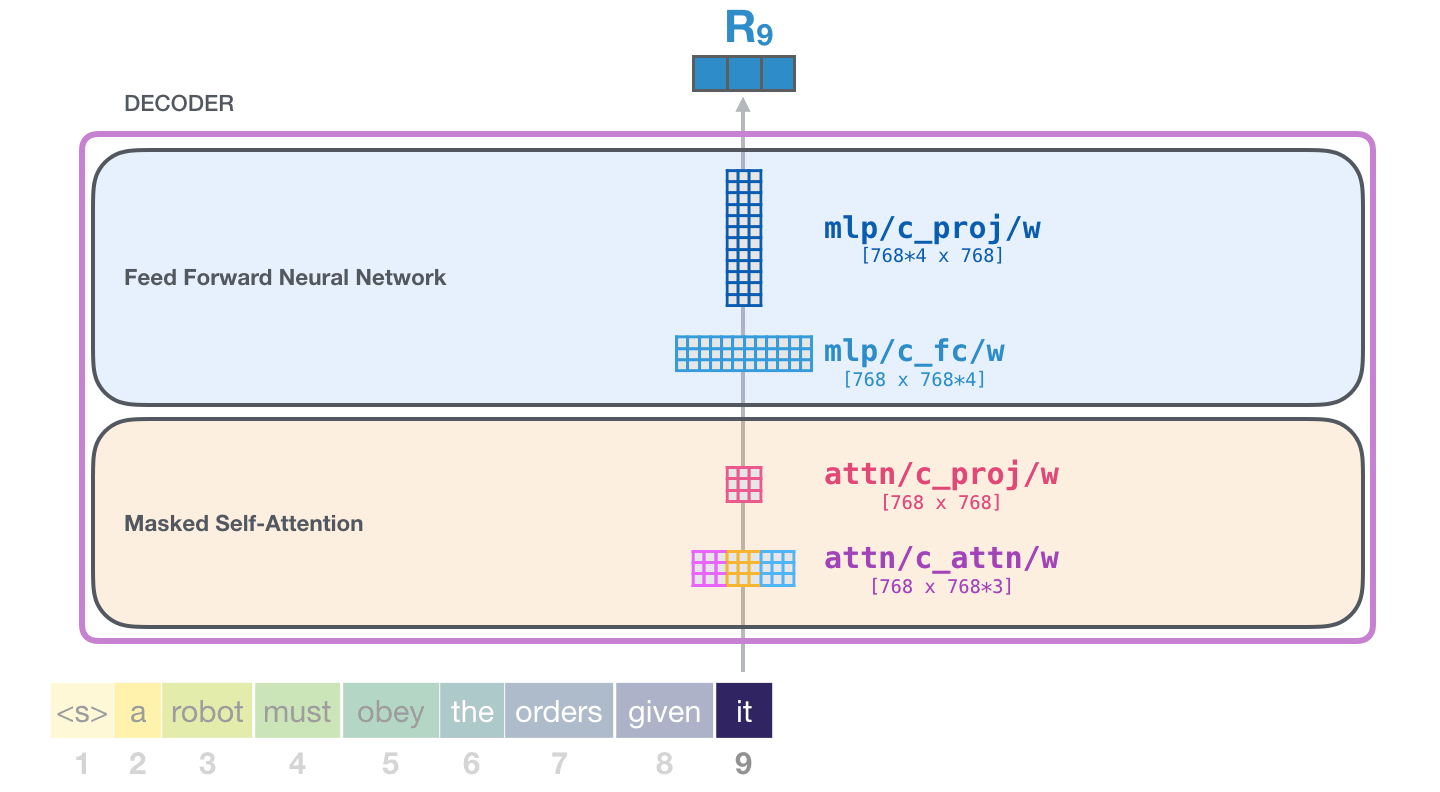 R9
DECODER
mlp/c_proj/w
[768*4 x 768]
Feed Forward Neural Network
mlp/c_fc/w
[768 x 768*4]
attn/c_proj/w
[768 x 768]
Masked Self-Attention
attn/c_attn/w
[768 x 768*3]
<s> a robot must obey the orders given it
1 2 3 4 5 6 7 8 9